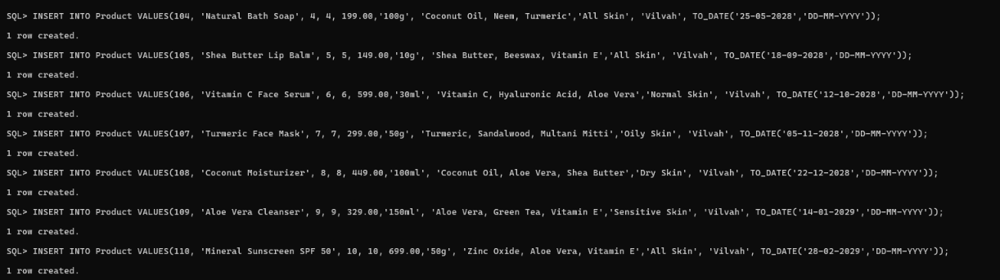 SQL> INSERT INTO Product VALUES(104, 'Natural Bath Soap', 4, 4, 199.00,'100g', 'Coconut Oil, Neem, Turmeric','All Skin', 'Vilvah', TO_DATE('25-05-2028','DD-MM-YYYY'));
1 row created.
SQL> INSERT INTO Product VALUES(105, 'Shea Butter Lip Balm', 5, 5, 149.00,'10g', 'Shea Butter, Beeswax, Vitamin E','All Skin', 'Vilvah', TO_DATE('18-09-2028','DD-MM-YYYY'));
1 row created.
SQL> INSERT INTO Product VALUES(106, 'Vitamin C Face Serum', 6, 6, 599.00,'30ml', 'Vitamin C, Hyaluronic Acid, Aloe Vera','Normal Skin', 'Vilvah', TO_DATE('12-10-2028','DD-MM-YYYY'));
1 row created.
SQL> INSERT INTO Product VALUES(107, 'Turmeric Face Mask', 7, 7, 299.00,'50g', 'Turmeric, Sandalwood, Multani Mitti','Oily Skin', 'Vilvah', TO_DATE('05-11-2028','DD-MM-YYYY'));
1 row created.
SQL> INSERT INTO Product VALUES(108, 'Coconut Moisturizer', 8, 8, 449.00,'100ml', 'Coconut Oil, Aloe Vera, Shea Butter','Dry Skin', 'Vilvah', TO_DATE('22-12-2028','DD-MM-YYYY'));
1 row created.
SQL> INSERT INTO Product VALUES(109, 'Aloe Vera Cleanser', 9, 9, 329.00,'150ml', 'Aloe Vera, Green Tea, Vitamin E','Sensitive Skin', 'Vilvah', TO_DATE('14-01-2029','DD-MM-YYYY'));
1 row created.
SQL> INSERT INTO Product VALUES(110, 'Mineral Sunscreen SPF 50', 10, 10, 699.00,'50g', 'Zinc Oxide, Aloe Vera, Vitamin E','All Skin', 'Vilvah', TO_DATE('28-02-2029','DD-MM-YYYY'));
1 row created.